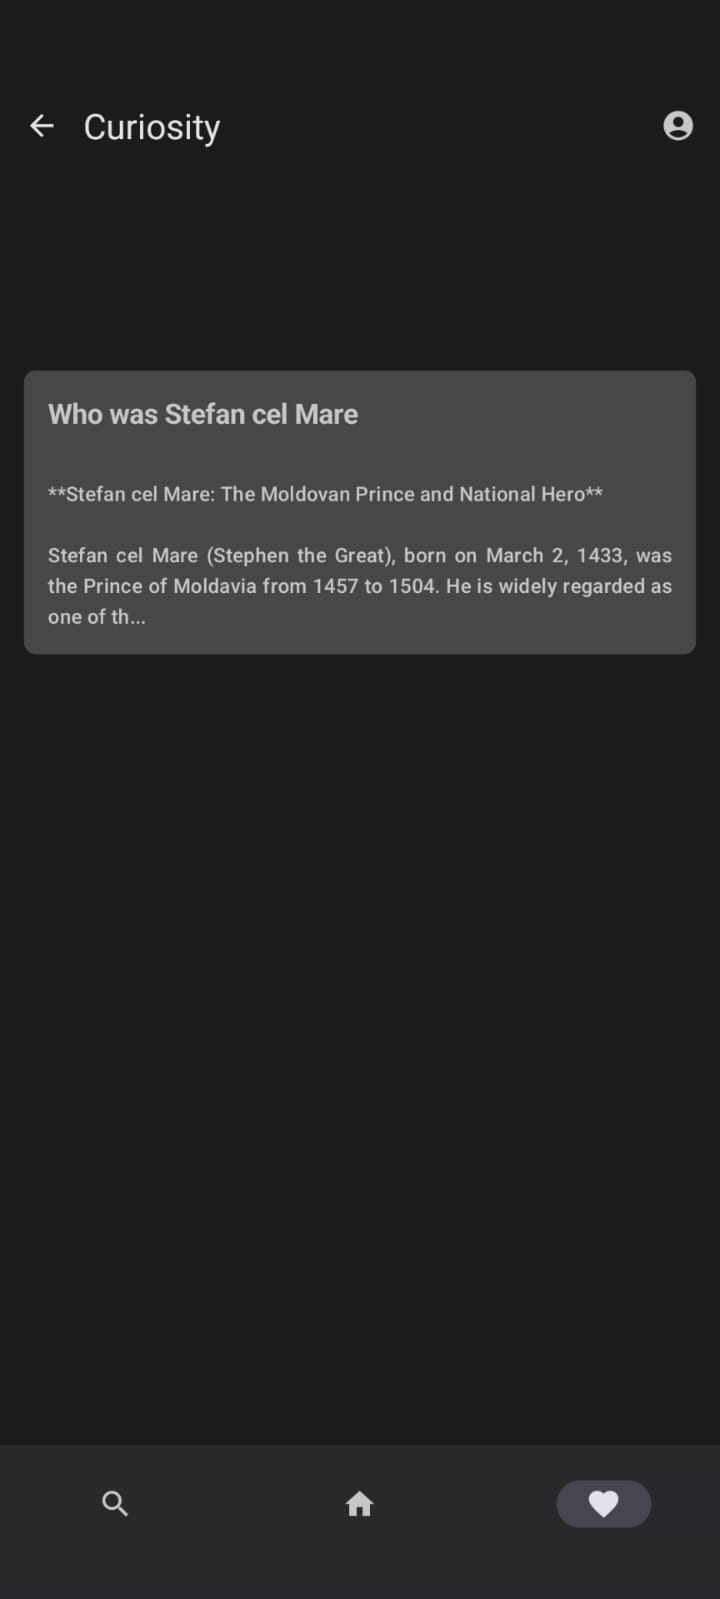 Curiosity
Who was Stefan cel Mare
**Stefan cel Mare: The Moldovan Prince and National Hero**
Stefan cel Mare (Stephen the Great), born on March 2, 1433, was
the Prince of Moldavia from 1457 to 1504. He is widely regarded as
one of th...